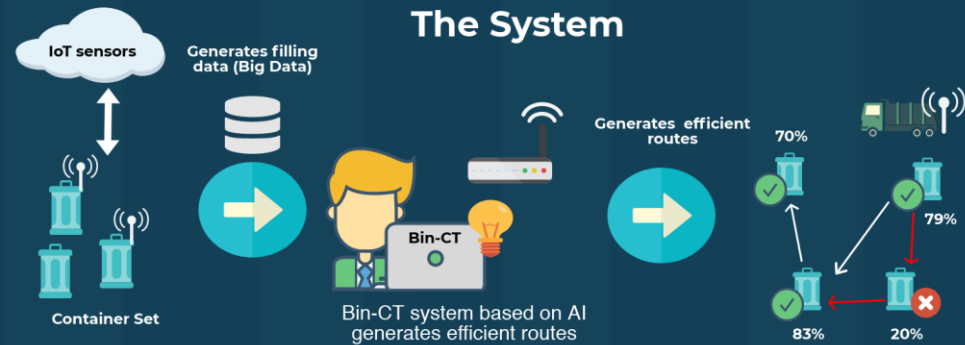 The System
IoT sensors
Generates filling
data (Big Data)
Container Set
Bin-CT
Bin-CT system based on AI
generates efficient routes
Generates efficient
routes
70%
79%
83%
20%